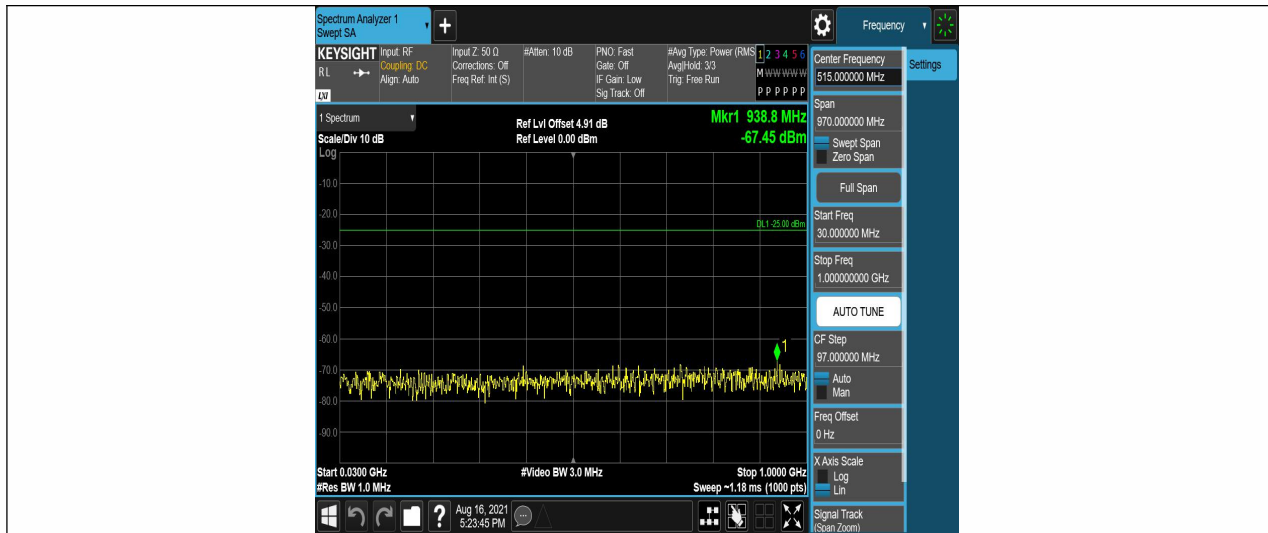 Spectrum Analyzer 1
Swept SA
Frequency
KEYSIGHT
RL
LXI
Input: RF
Coupling: DC
Align: Auto
Input Z: 50 Ω
Corrections: Off
Freq Ref: Int (S)
#Atten: 10 dB
PNO: Fast
Gate: Off
IF Gain: Low
Sig Track: Off
#Avg Type: Power (RMS
Avg|Hold: 3/3
Trig: Free Run
1 2 3 4 5 6
M W W W W W
P P P P P P
1 Spectrum
Scale/Div 10 dB
Log
Ref Lvl Offset 4.91 dB
Ref Level 0.00 dBm
Mkr1 938.8 MHz
-67.45 dBm
-10.0
-20.0
DL1 -25.00 dBm
-30.0
-40.0
-50.0
-60.0
1
-70.0
-80.0
-90.0
Start 0.0300 GHz
#Res BW 1.0 MHz
#Video BW 3.0 MHz
Stop 1.0000 GHz
Sweep ~1.18 ms (1000 pts)
?
Aug 16, 2021
5:23:45 PM
Center Frequency
515.000000 MHz
Settings
Span
970.000000 MHz
Swept Span
Zero Span
Full Span
Start Freq
30.000000 MHz
Stop Freq
1.000000000 GHz
AUTO TUNE
CF Step
97.000000 MHz
Auto
Man
Freq Offset
0 Hz
X Axis Scale
Log
Lin
Signal Track
(Span Zoom)